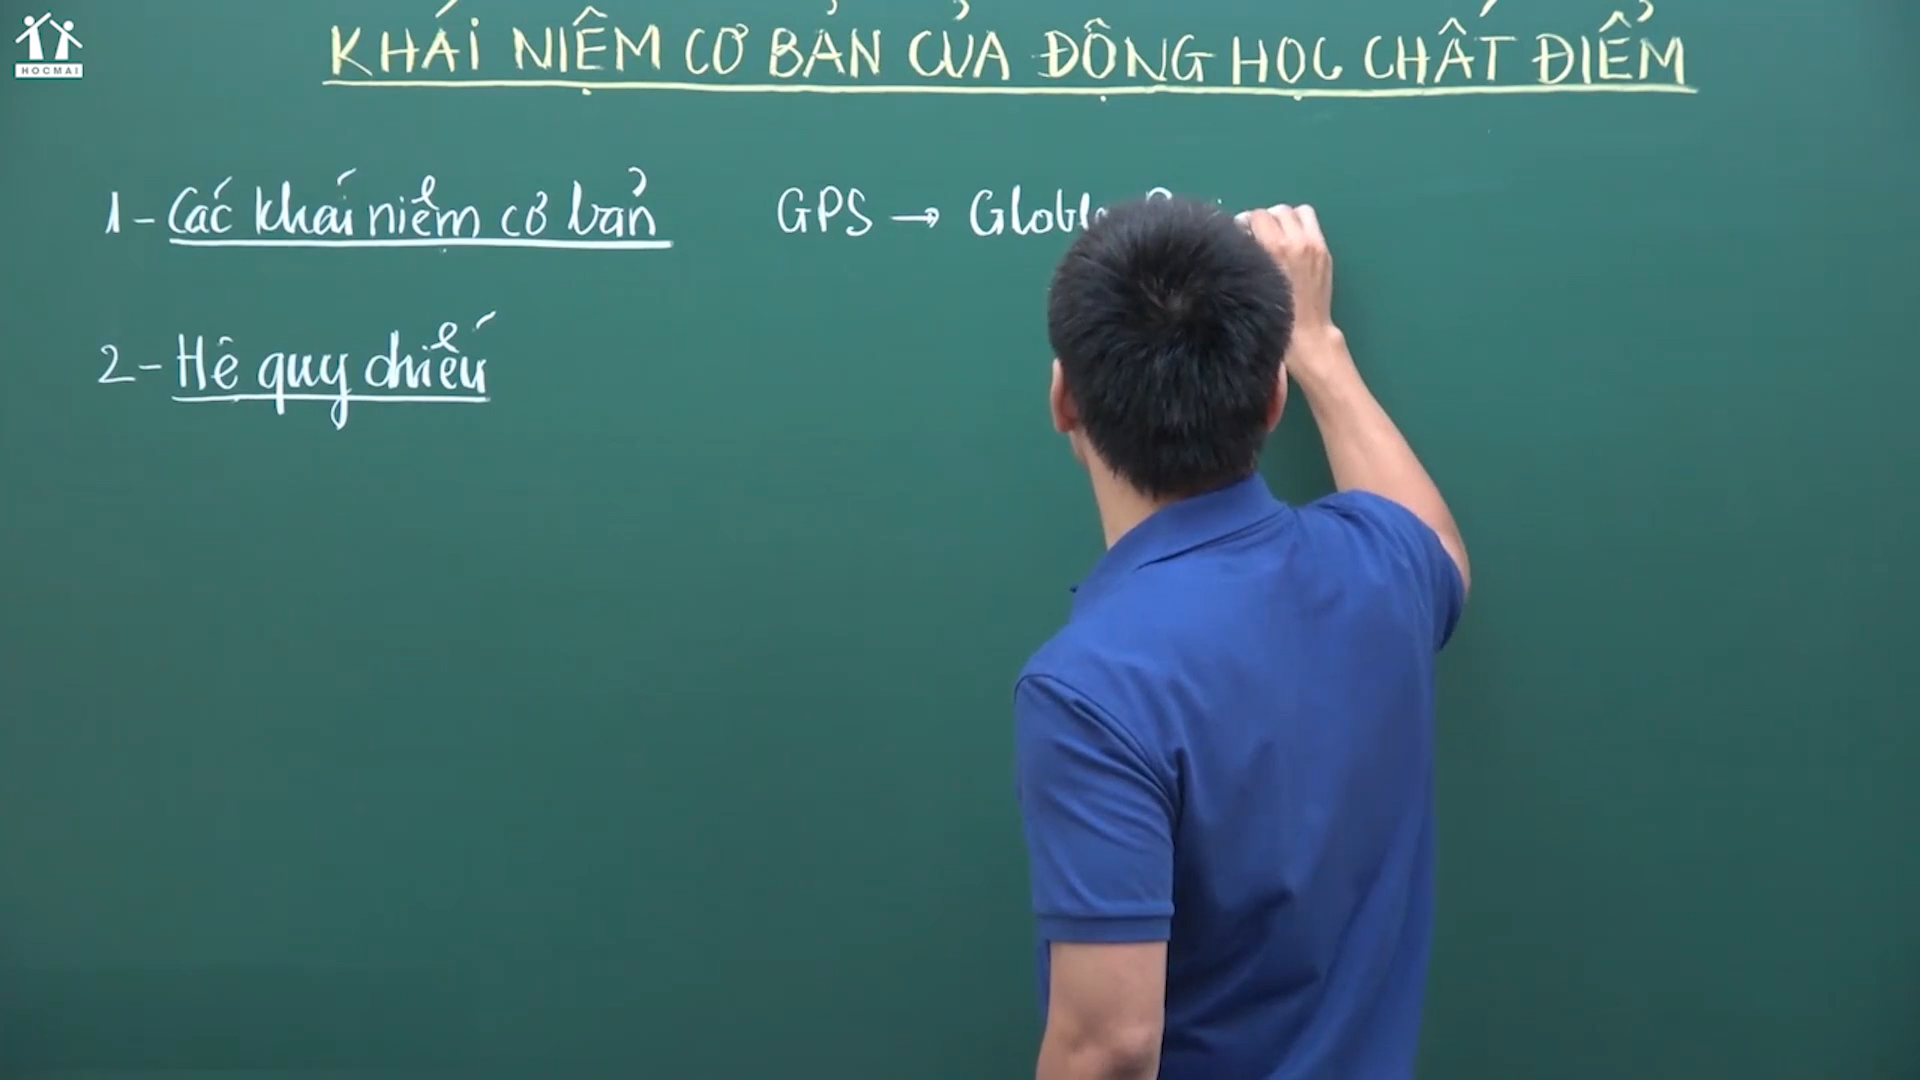 HOCMAI
KHÁI NIỆM CƠ BẢN CỦA ĐỘNG HỌC CHẤT ĐIỂM
1- Các khái niệm cơ bản GPS →
2- Hệ quy chiếu